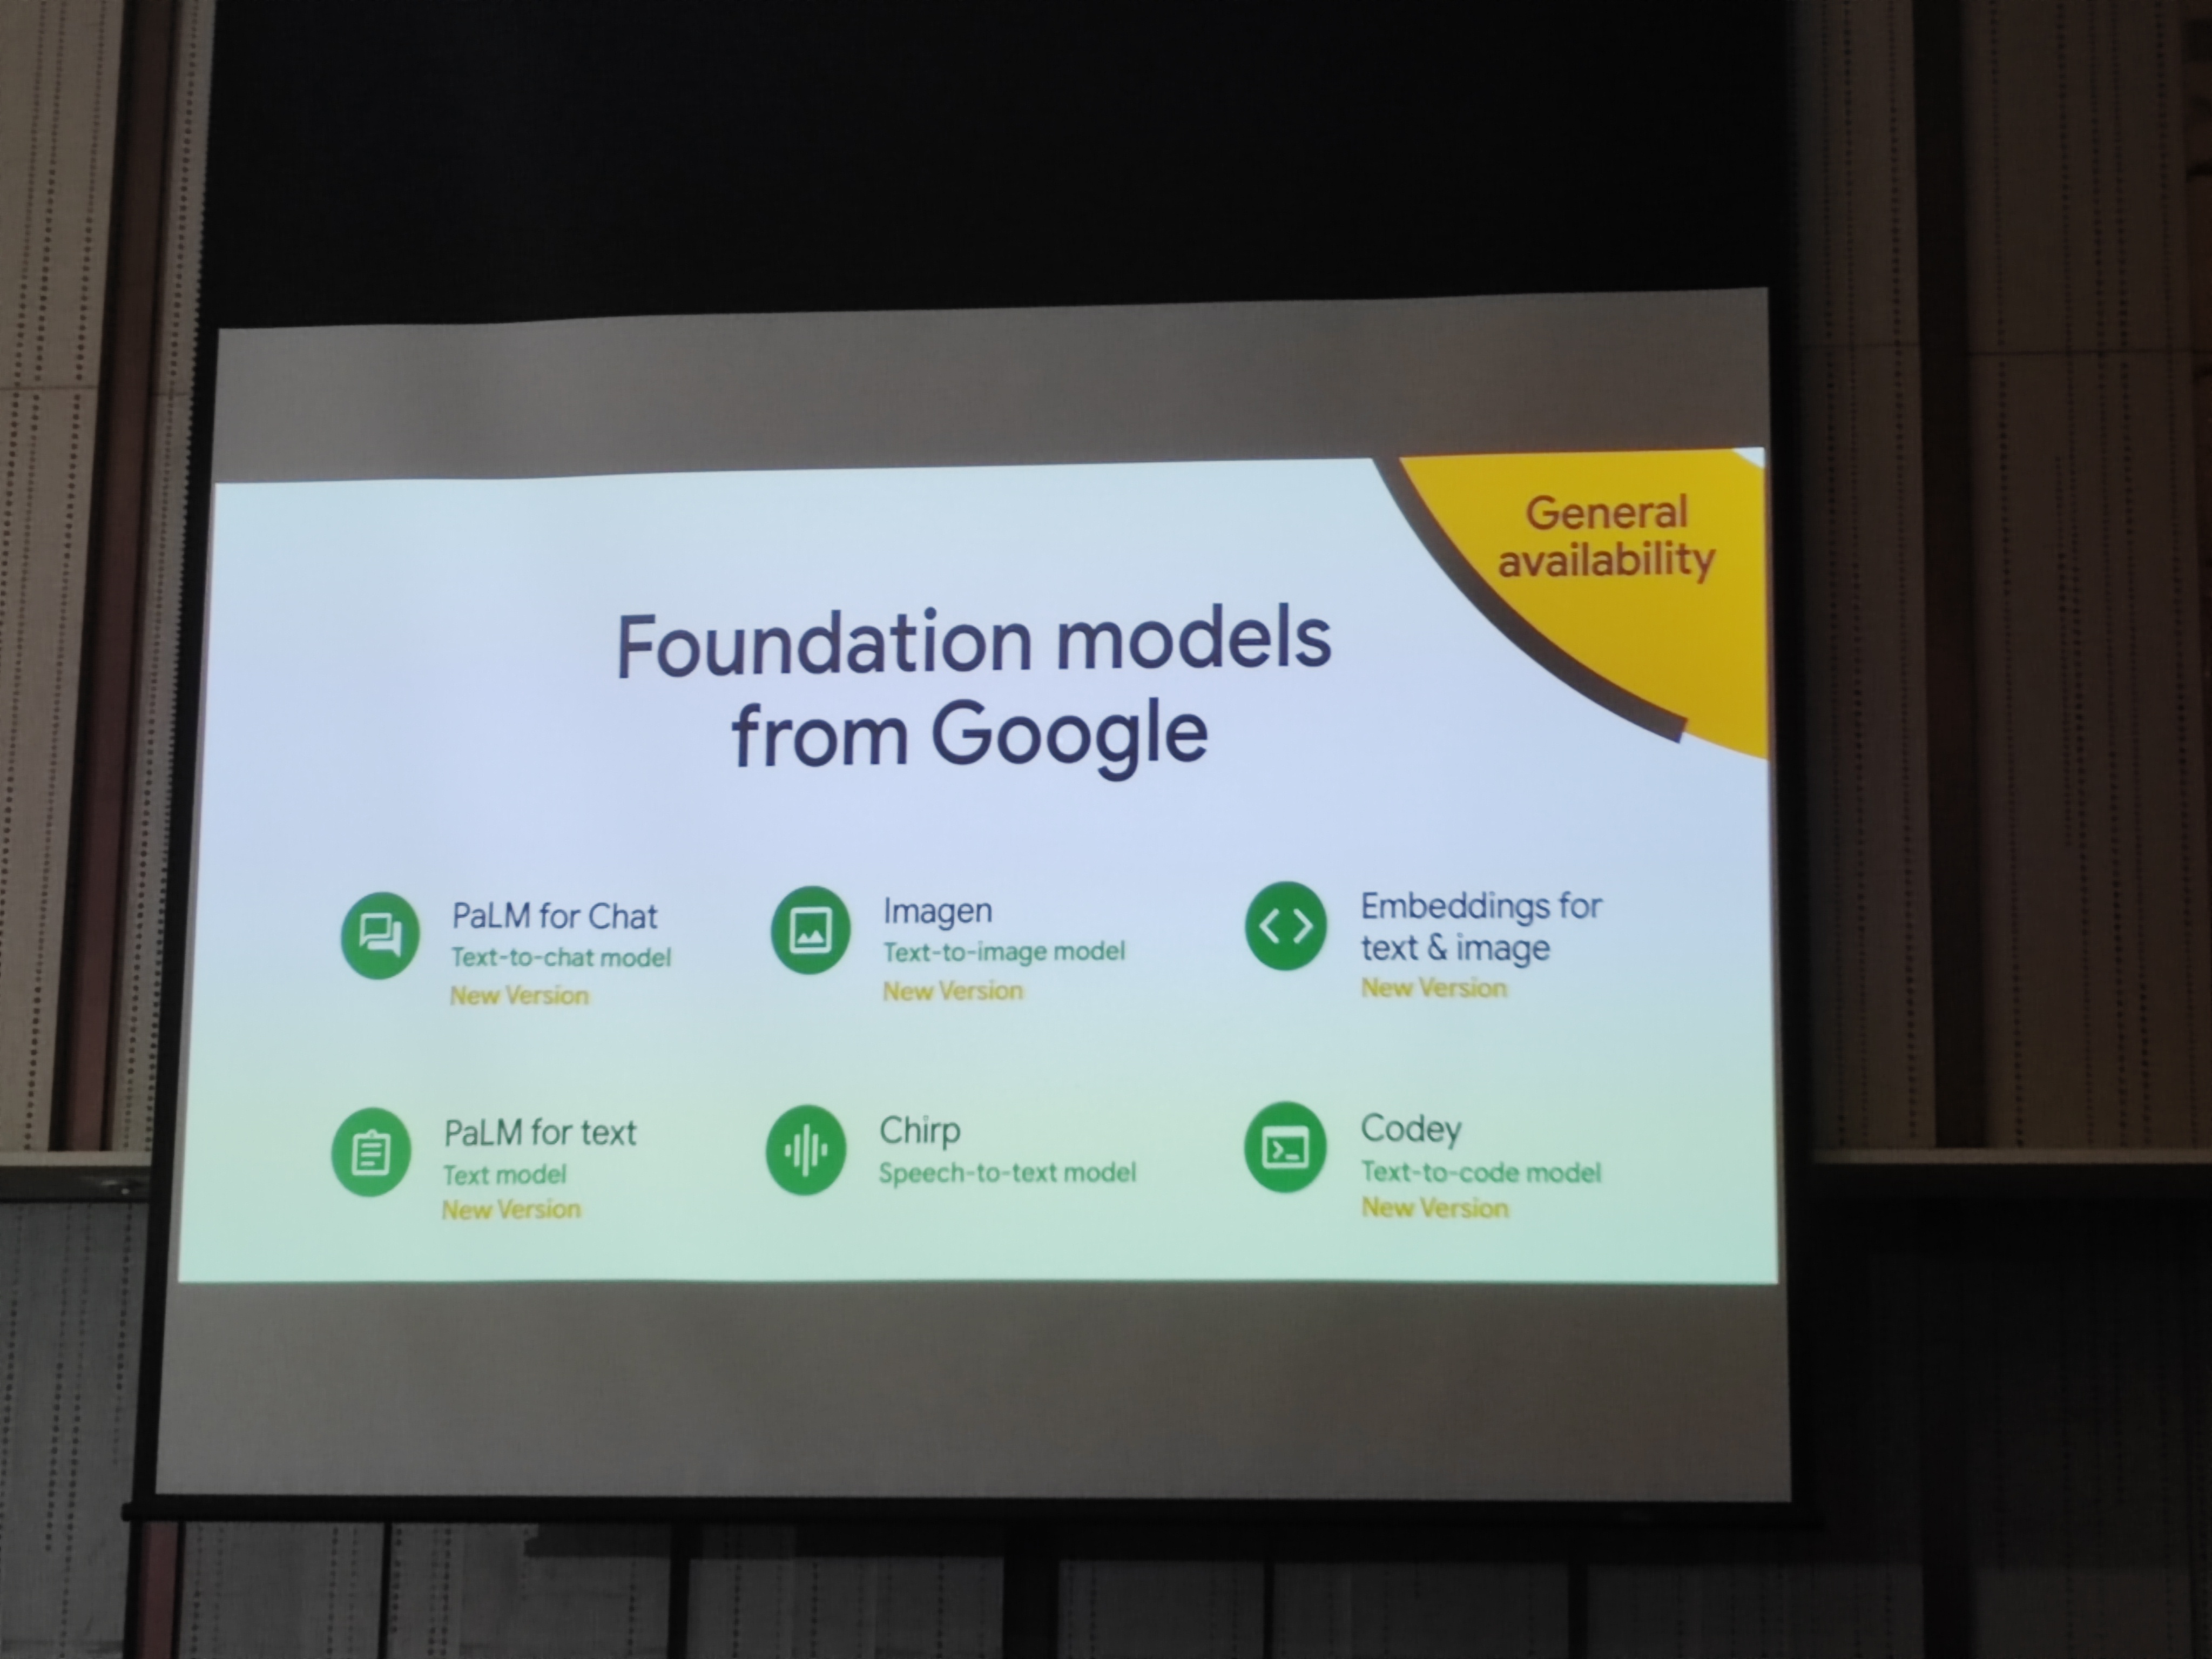 General
availability
Foundation models
from Google
PaLM for Chat
Text-to-chat model
New Version
Imagen
Text-to-image model
New Version
Embeddings for
text & image
New Version
PaLM for text
Text model
New Version
Chirp
Speech-to-text model
Codey
Text-to-code model
New Version